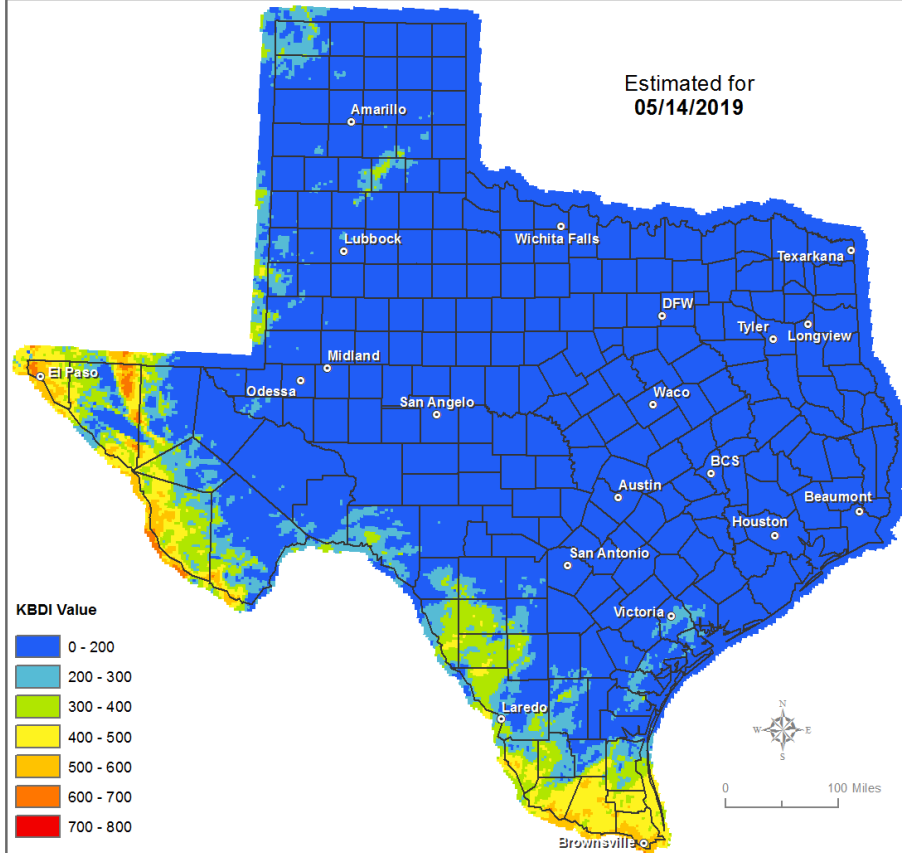 Estimated for
05/14/2019
Amarillo
Lubbock
Wichita Falls
Texarkana
DFW
Tyler
Longview
Midland
El Paso
Odessa
San Angelo
Waco
BCS
Austin
Beaumont
Houston
San Antonio
Victoria
Laredo
Brownsville
KBDI Value
0 - 200
200 - 300
300 - 400
400 - 500
500 - 600
600 - 700
700 - 800
N
W E
S
0 100 Miles